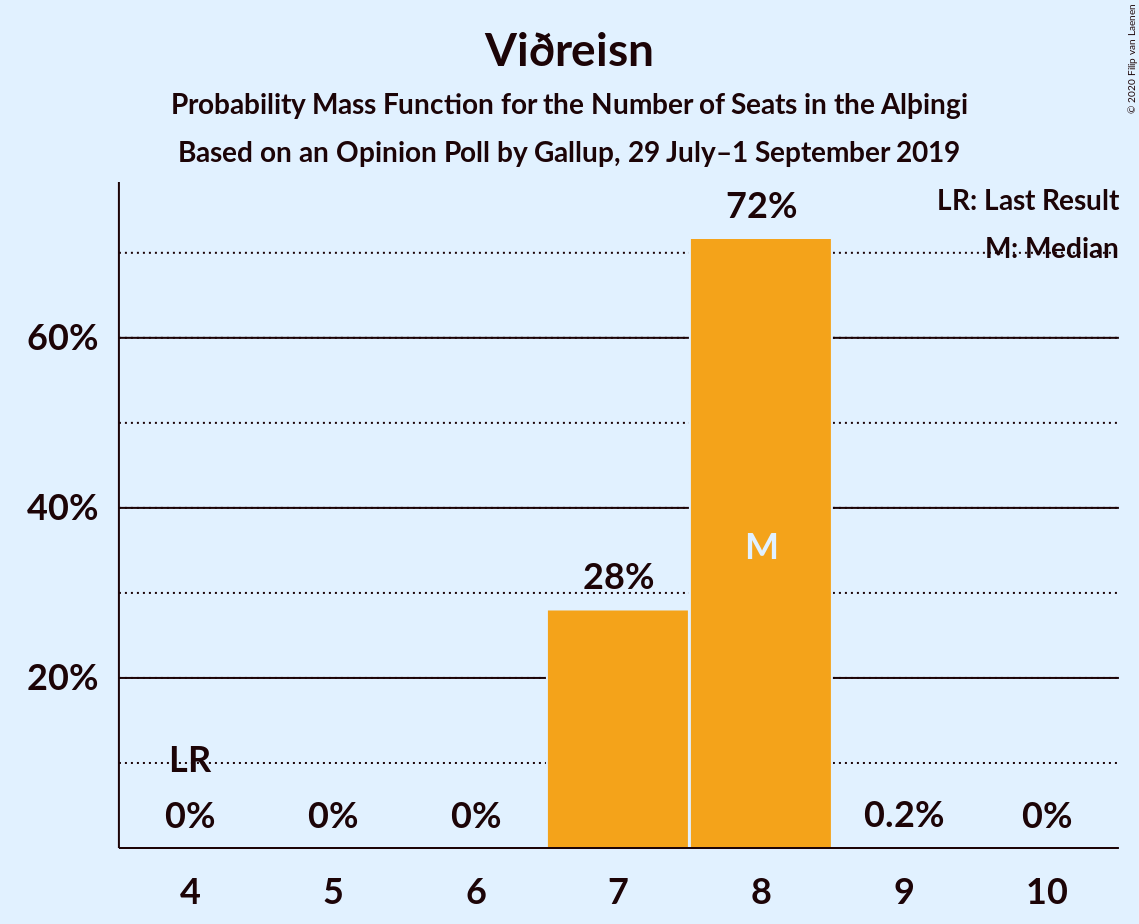 Viðreisn
Probability Mass Function for the Number of Seats in the Alþingi
Based on an Opinion Poll by Gallup, 29 July–1 September 2019
© 2020 Filip van Laenen
LR: Last Result
M: Median
72%
60%
40%
M
28%
20%
LR
0%
0%
0%
0.2%
0%
4
5
6
7
8
9
10